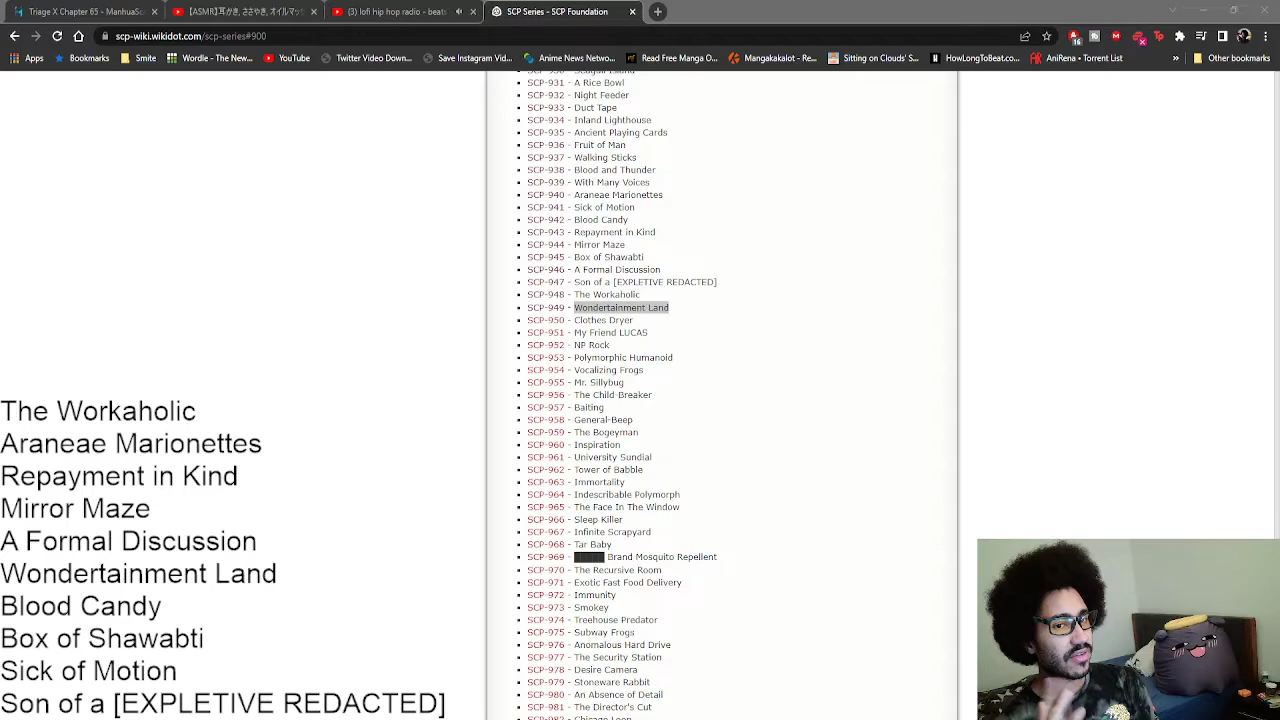 Triage X Chapter 65 - ManhuaSc
【ASMR】耳かき、ささやき、オイルマッ
(3) lofi hip hop radio - beats
SCP Series - SCP Foundation
scp-wiki.wikidot.com/scp-series#900
16
Apps
Bookmarks
Smite
Wordle - The New...
YouTube
Twitter Video Down...
Save Instagram Vid...
Anime News Netwo...
Read Free Manga O...
Mangakakalot - Rea...
Sitting on Clouds' S...
HowLongToBeat.co...
AniRena | Torrent List
»
Other bookmarks
SCP-930 - Seagull Island
SCP-931 - A Rice Bowl
SCP-932 - Night Feeder
SCP-933 - Duct Tape
SCP-934 - Inland Lighthouse
SCP-935 - Ancient Playing Cards
SCP-936 - Fruit of Man
SCP-937 - Walking Sticks
SCP-938 - Blood and Thunder
SCP-939 - With Many Voices
SCP-940 - Araneae Marionettes
SCP-941 - Sick of Motion
SCP-942 - Blood Candy
SCP-943 - Repayment in Kind
SCP-944 - Mirror Maze
SCP-945 - Box of Shawabti
SCP-946 - A Formal Discussion
SCP-947 - Son of a [EXPLETIVE REDACTED]
SCP-948 - The Workaholic
SCP-949 - Wondertainment Land
SCP-950 - Clothes Dryer
SCP-951 - My Friend LUCAS
SCP-952 - NP Rock
SCP-953 - Polymorphic Humanoid
SCP-954 - Vocalizing Frogs
SCP-955 - Mr. Sillybug
SCP-956 - The Child-Breaker
SCP-957 - Baiting
SCP-958 - General-Beep
SCP-959 - The Bogeyman
SCP-960 - Inspiration
SCP-961 - University Sundial
SCP-962 - Tower of Babble
SCP-963 - Immortality
SCP-964 - Indescribable Polymorph
SCP-965 - The Face In The Window
SCP-966 - Sleep Killer
SCP-967 - Infinite Scrapyard
SCP-968 - Tar Baby
SCP-969 - █████ Brand Mosquito Repellent
SCP-970 - The Recursive Room
SCP-971 - Exotic Fast Food Delivery
SCP-972 - Immunity
SCP-973 - Smokey
SCP-974 - Treehouse Predator
SCP-975 - Subway Frogs
SCP-976 - Anomalous Hard Drive
SCP-977 - The Security Station
SCP-978 - Desire Camera
SCP-979 - Stoneware Rabbit
SCP-980 - An Absence of Detail
SCP-981 - The Director's Cut
SCP-982 - Chicago Loop
The Workaholic
Araneae Marionettes
Repayment in Kind
Mirror Maze
A Formal Discussion
Wondertainment Land
Blood Candy
Box of Shawabti
Sick of Motion
Son of a [EXPLETIVE REDACTED]